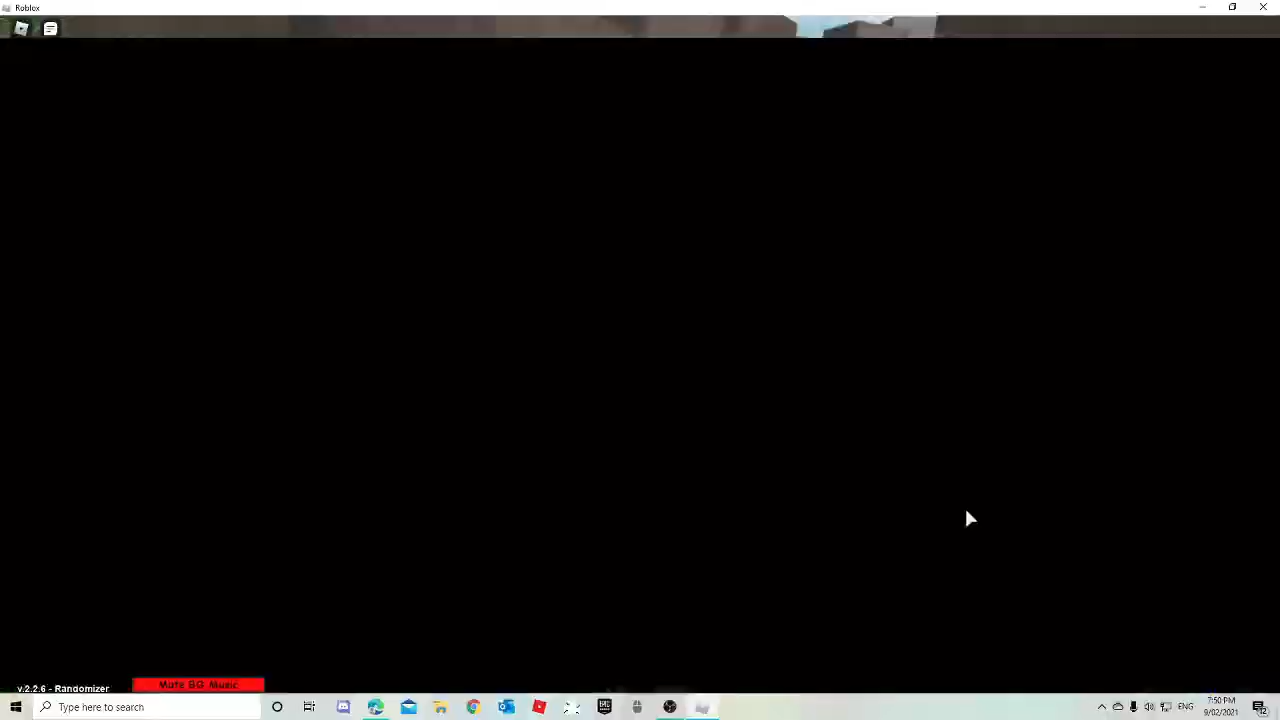 Roblox
v.2.2.6 - Randomizer
Mute BG Music
Type here to search
ENG
7:50 PM
9/02/2021
12